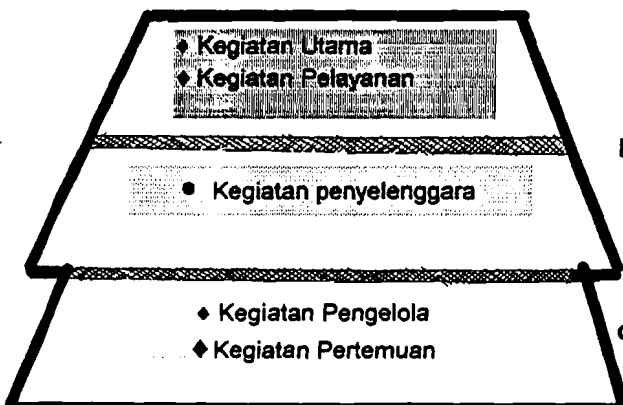 ♦ Kegiatan Utama
♦ Kegiatan Pelayanan
● Kegiatan penyelenggara
♦ Kegiatan Pengelola
♦ Kegiatan Pertemuan